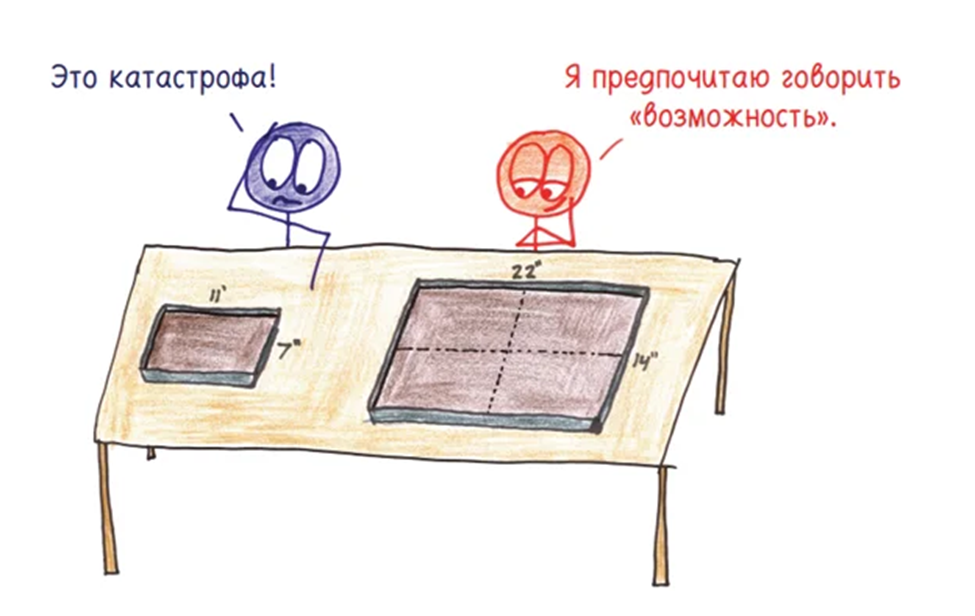 Это катастрофа!
Я предпочитаю говорить
«возможность».
11'
7"
22"
14"